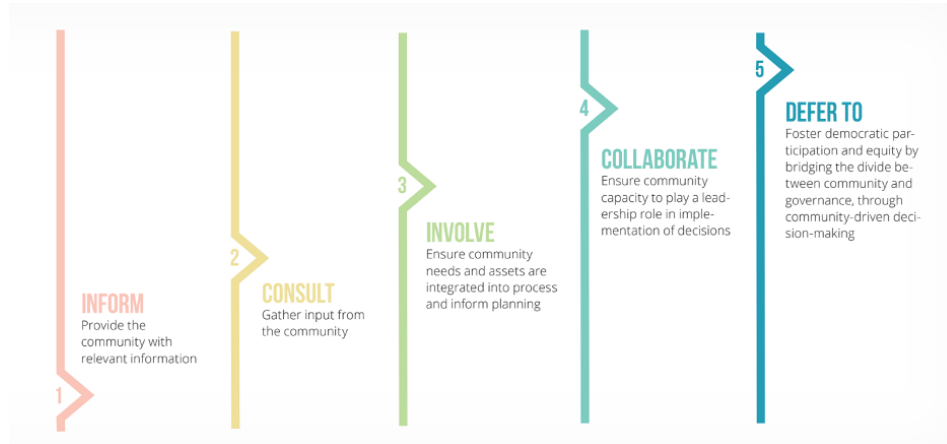 1
INFORM
Provide the
community with
relevant information
2
CONSULT
Gather input from
the community
3
INVOLVE
Ensure community
needs and assets are
integrated into process
and inform planning
4
COLLABORATE
Ensure community
capacity to play a lead-
ership role in imple-
mentation of decisions
5
DEFER TO
Foster democratic par-
ticipation and equity by
bridging the divide be-
tween community and
governance, through
community-driven deci-
sion-making